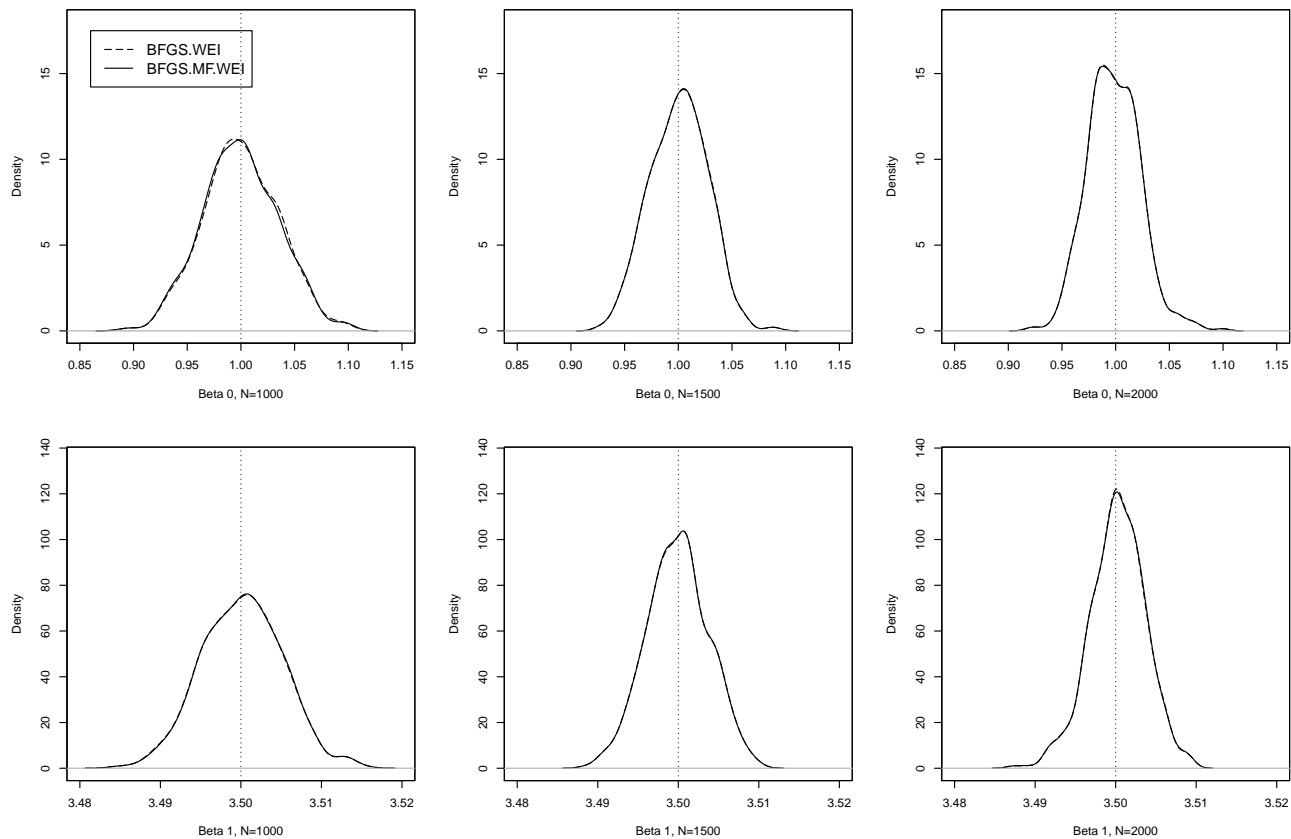 BFGS.WEI
BFGS.MF.WEI
Density
0 5 10 15
0.85 0.90 0.95 1.00 1.05 1.10 1.15
Beta 0, N=1000
Density
0 5 10 15
0.85 0.90 0.95 1.00 1.05 1.10 1.15
Beta 0, N=1500
Density
0 5 10 15
0.85 0.90 0.95 1.00 1.05 1.10 1.15
Beta 0, N=2000
Density
0 20 40 60 80 100 120 140
3.48 3.49 3.50 3.51 3.52
Beta 1, N=1000
Density
0 20 40 60 80 100 120 140
3.48 3.49 3.50 3.51 3.52
Beta 1, N=1500
Density
0 20 40 60 80 100 120 140
3.48 3.49 3.50 3.51 3.52
Beta 1, N=2000